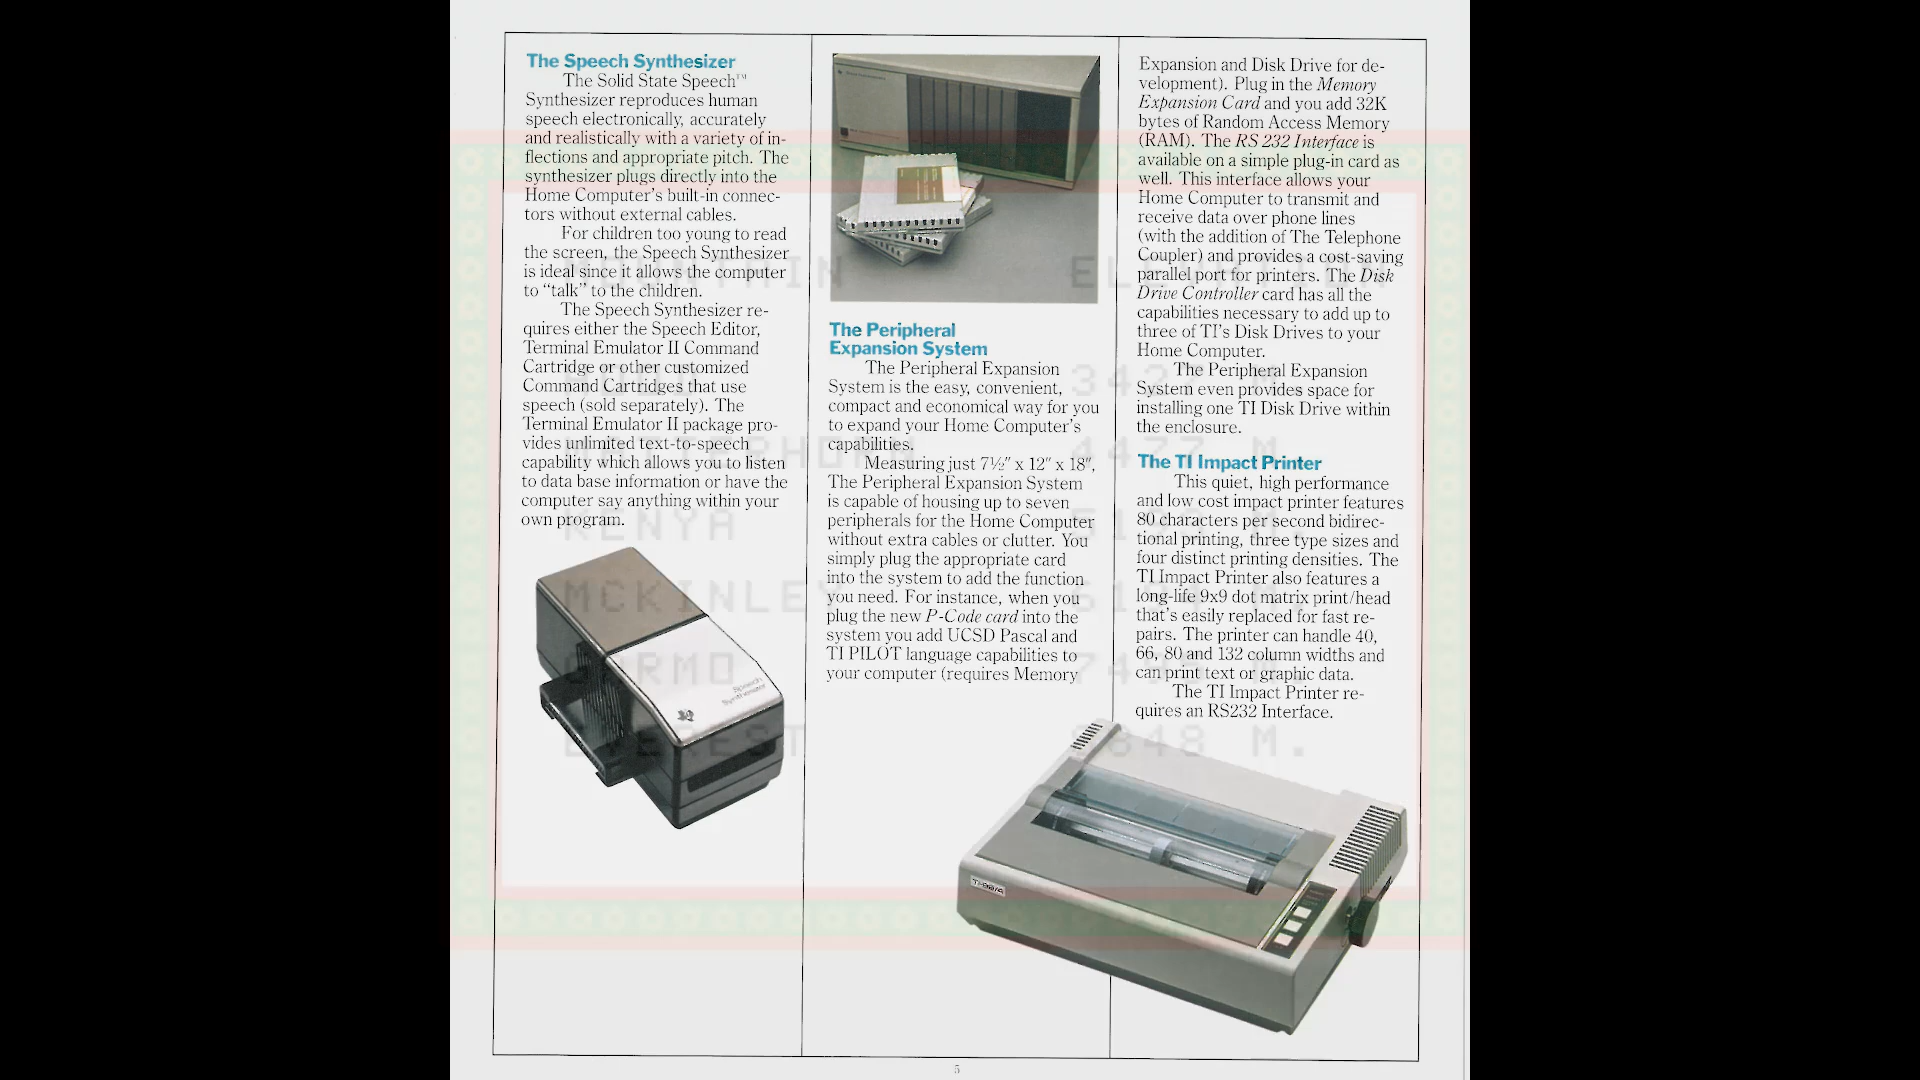 The Speech Synthesizer
The Solid State Speech™
Synthesizer reproduces human
speech electronically, accurately
and realistically with a variety of in-
flections and appropriate pitch. The
synthesizer plugs directly into the
Home Computer's built-in connec-
tors without external cables.
For children too young to read
the screen, the Speech Synthesizer
is ideal since it allows the computer
to “talk” to the children.
The Speech Synthesizer re-
quires either the Speech Editor,
Terminal Emulator II Command
Cartridge or other customized
Command Cartridges that use
speech (sold separately). The
Terminal Emulator II package pro-
vides unlimited text-to-speech
capability which allows you to listen
to data base information or have the
computer say anything within your
own program.
Speech
Synthesizer
The Peripheral
Expansion System
The Peripheral Expansion
System is the easy, convenient,
compact and economical way for you
to expand your Home Computer's
capabilities.
Measuring just 7½″ x 12″ x 18″,
The Peripheral Expansion System
is capable of housing up to seven
peripherals for the Home Computer
without extra cables or clutter. You
simply plug the appropriate card
into the system to add the function
you need. For instance, when you
plug the new P-Code card into the
system you add UCSD Pascal and
TI PILOT language capabilities to
your computer (requires Memory
Expansion and Disk Drive for de-
velopment). Plug in the Memory
Expansion Card and you add 32K
bytes of Random Access Memory
(RAM). The RS 232 Interface is
available on a simple plug-in card as
well. This interface allows your
Home Computer to transmit and
receive data over phone lines
(with the addition of The Telephone
Coupler) and provides a cost-saving
parallel port for printers. The Disk
Drive Controller card has all the
capabilities necessary to add up to
three of TI's Disk Drives to your
Home Computer.
The Peripheral Expansion
System even provides space for
installing one TI Disk Drive within
the enclosure.
The TI Impact Printer
This quiet, high performance
and low cost impact printer features
80 characters per second bidirec-
tional printing, three type sizes and
four distinct printing densities. The
TI Impact Printer also features a
long-life 9x9 dot matrix print/head
that's easily replaced for fast re-
pairs. The printer can handle 40,
66, 80 and 132 column widths and
can print text or graphic data.
The TI Impact Printer re-
quires an RS232 Interface.
MOUNTAIN ELEVATION
3427 M.
MATTERHORN 4477 M.
KENYA
MCKINLEY
GARMO
EVEREST 8848 M.
5